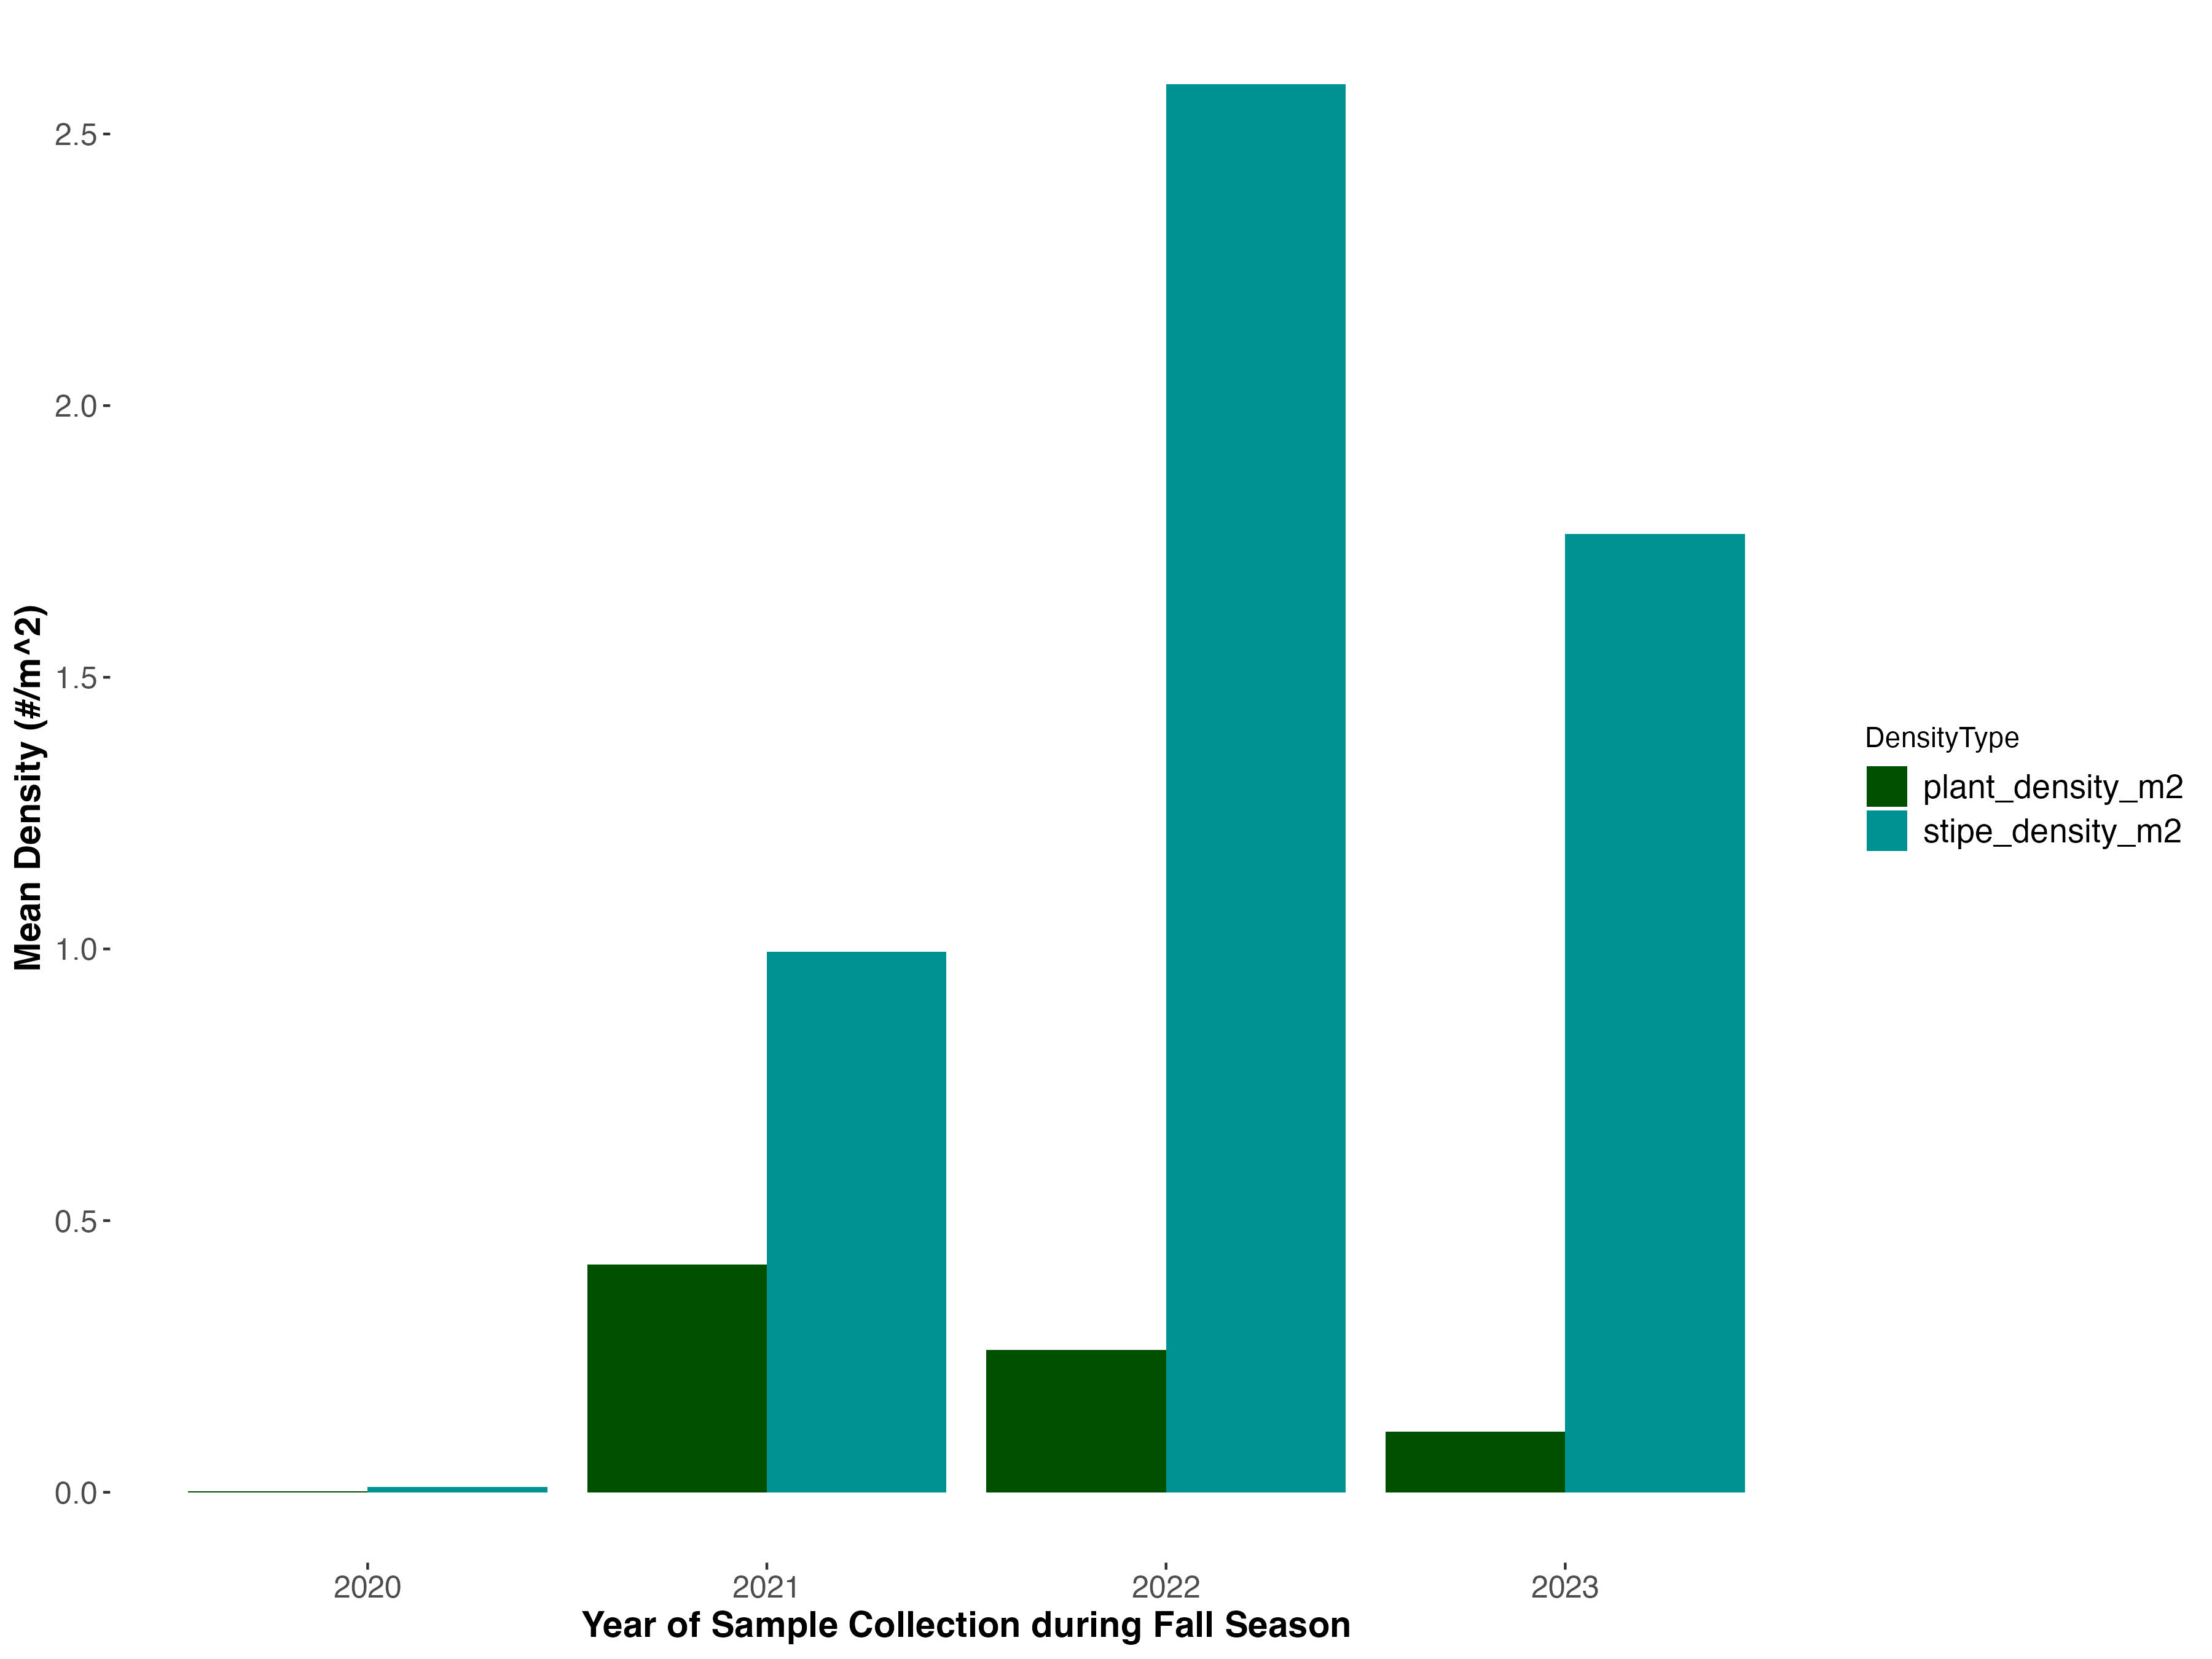 2.5
2.0
1.5
1.0
0.5
0.0
Mean Density (#/m^2)
2020 2021 2022 2023
Year of Sample Collection during Fall Season
DensityType
plant_density_m2
stipe_density_m2